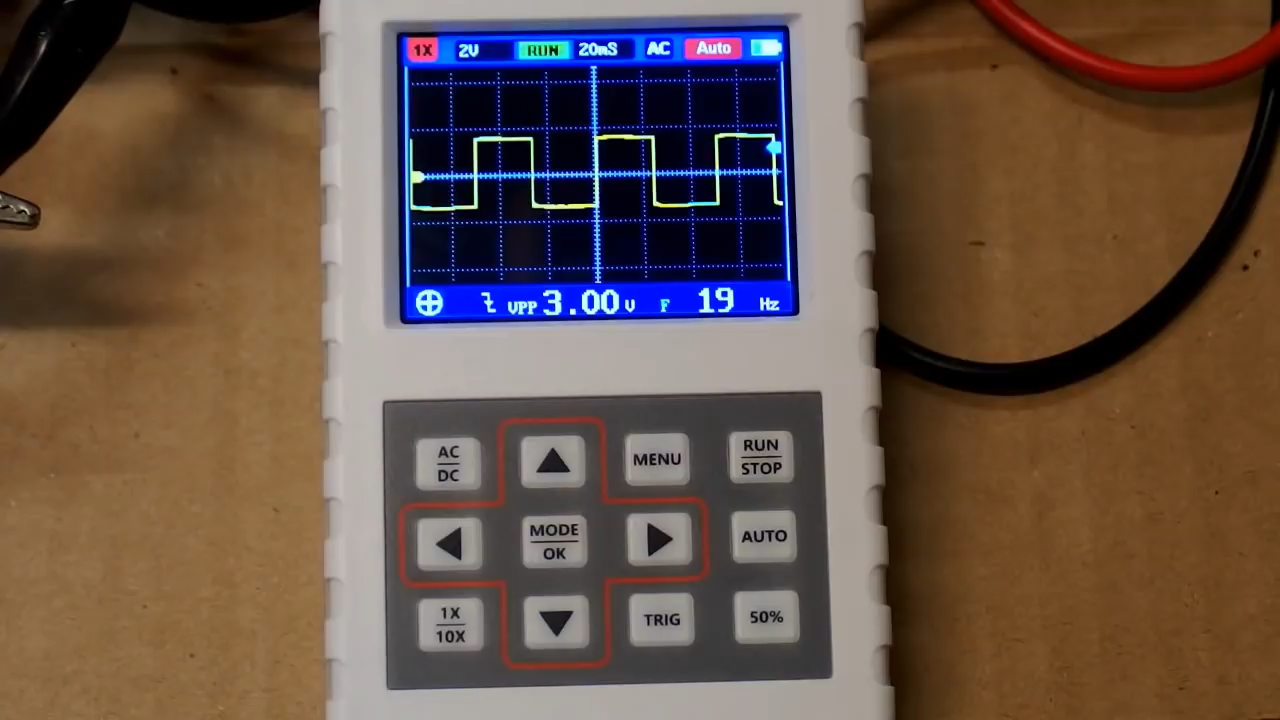 1X 2V RUN 20mS AC Auto
VPP 3.00 V F 19 Hz
AC DC
MENU
RUN STOP
MODE OK
AUTO
1X 10X
TRIG
50%